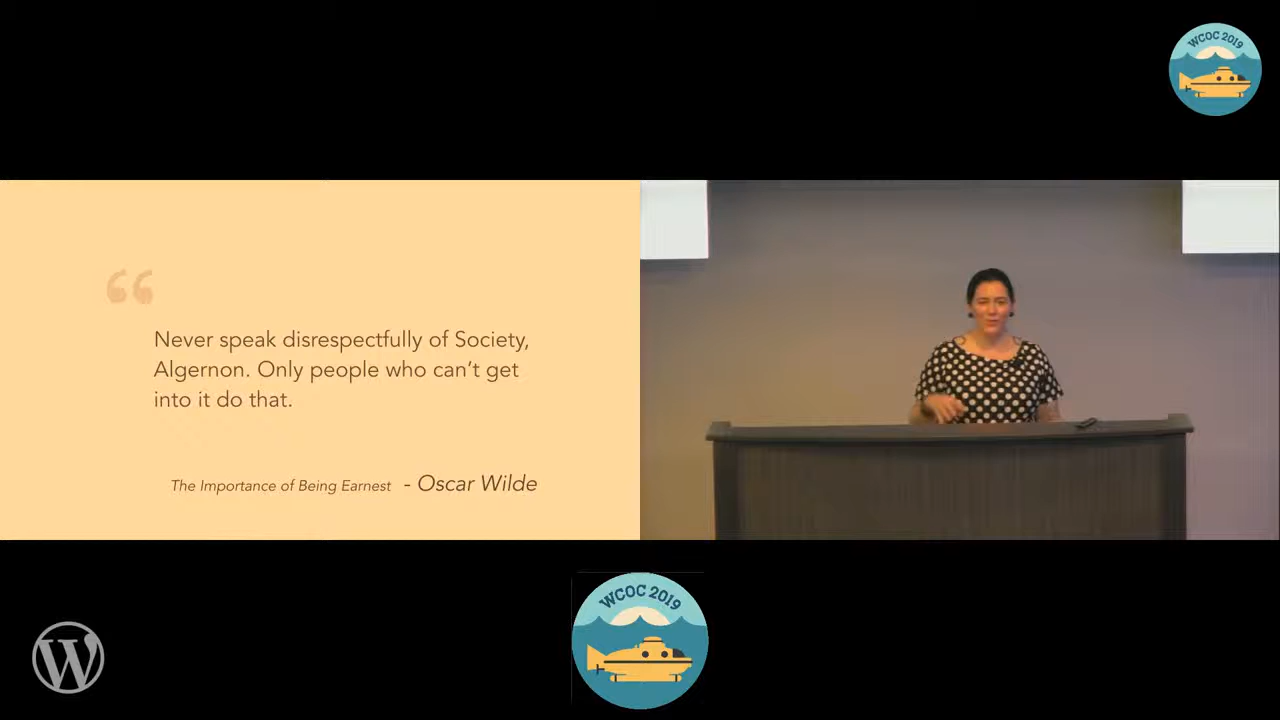 WCOC 2019
“
Never speak disrespectfully of Society,
Algernon. Only people who can’t get
into it do that.
The Importance of Being Earnest - Oscar Wilde
WCOC 2019
W